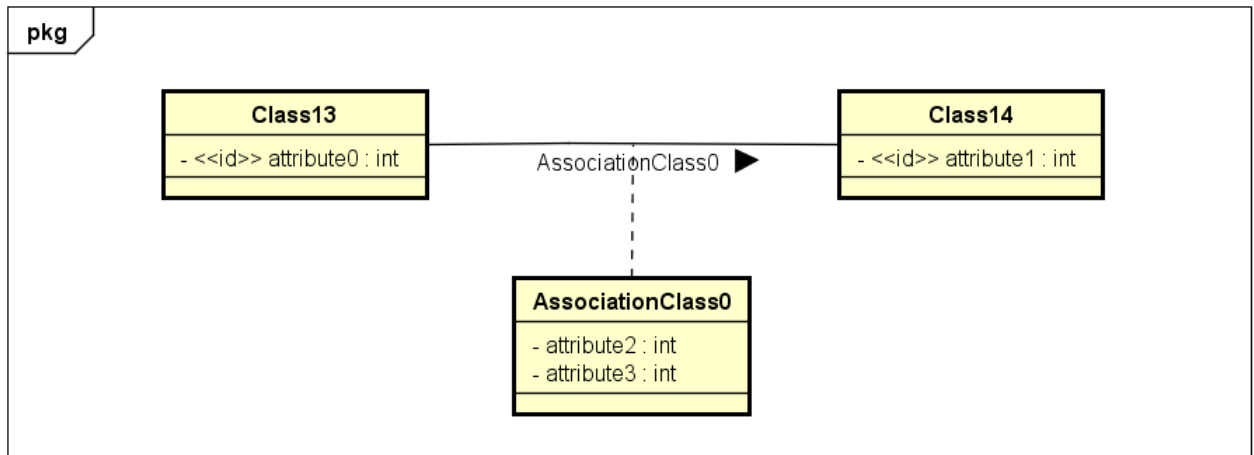 pkg
Class13
- <<id>> attribute0 : int
Class14
- <<id>> attribute1 : int
AssociationClass0 ▶
AssociationClass0
- attribute2 : int
- attribute3 : int